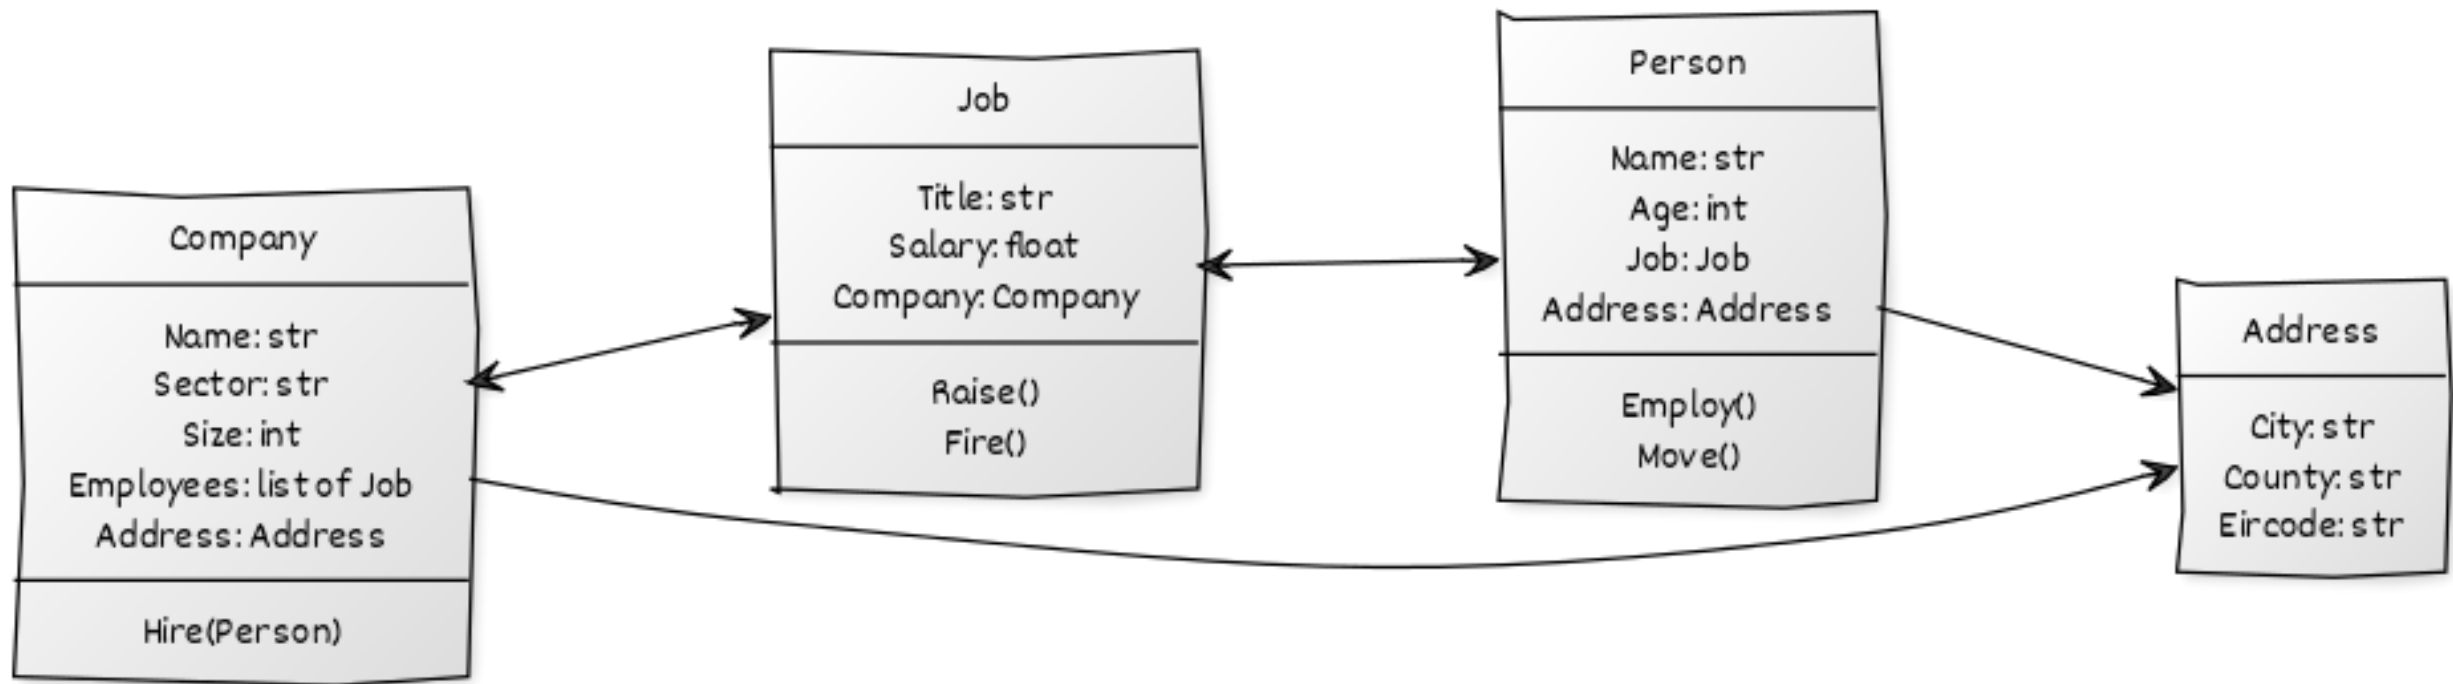 Company
Name: str
Sector: str
Size: int
Employees: list of Job
Address: Address
Hire(Person)
Job
Title: str
Salary: float
Company: Company
Raise()
Fire()
Person
Name: str
Age: int
Job: Job
Address: Address
Employ()
Move()
Address
City: str
County: str
Eircode: str